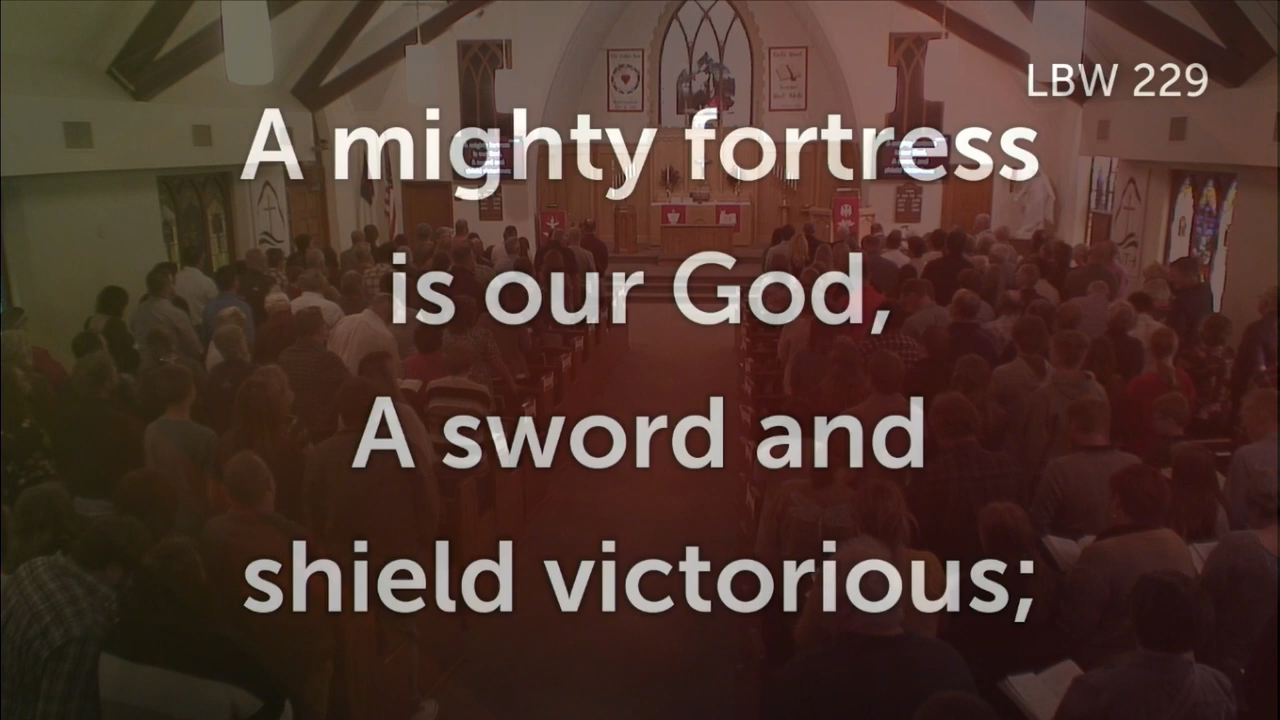 LBW 229
A mighty fortress
is our God,
A sword and
shield victorious;